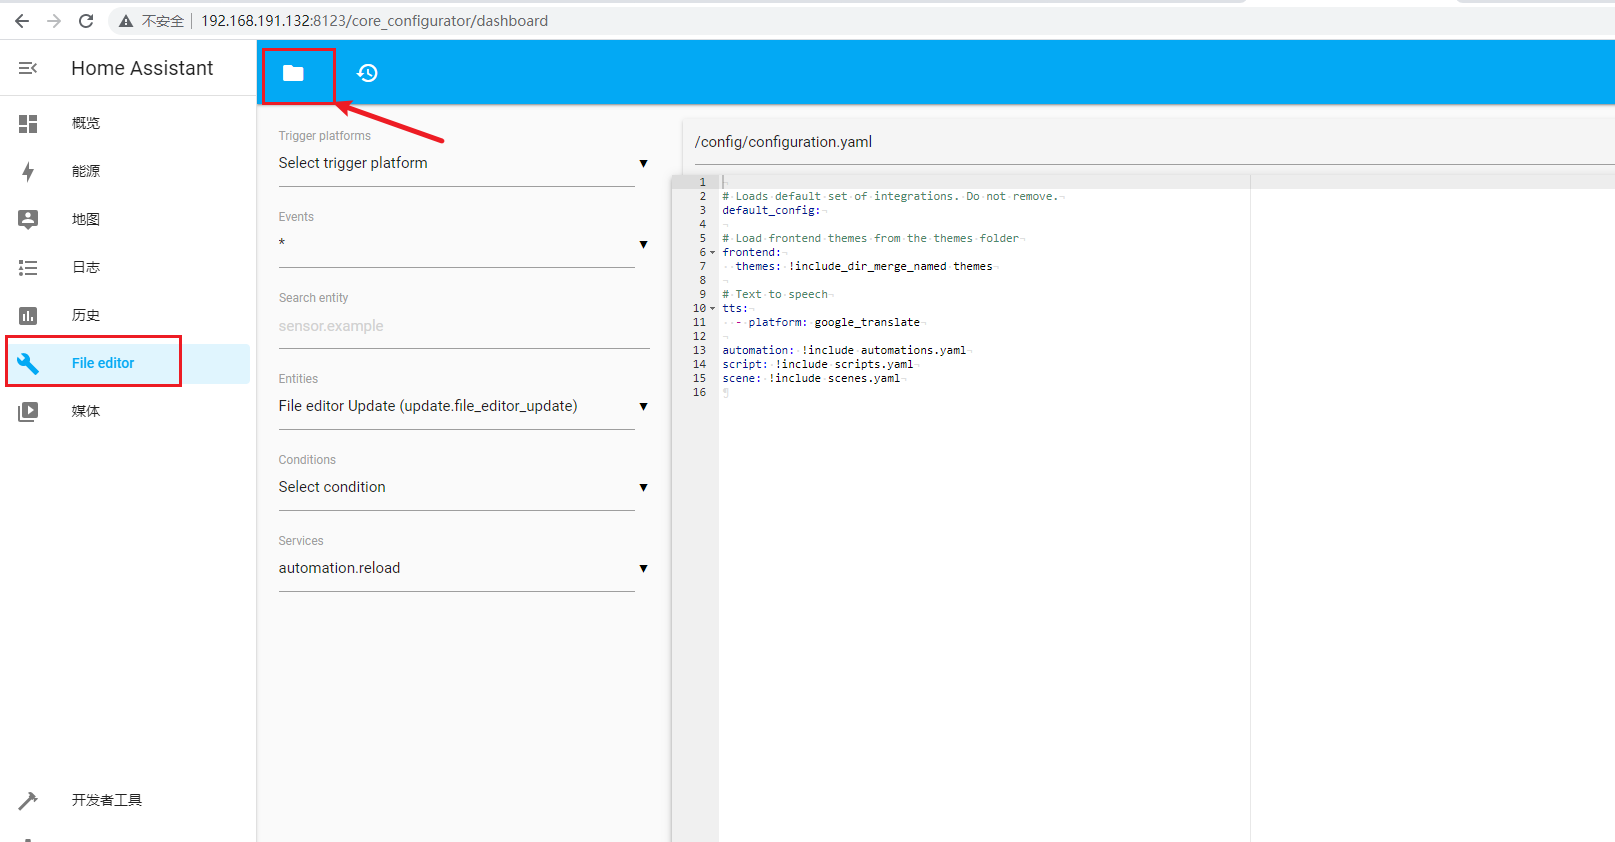 不安全 192.168.191.132:8123/core_configurator/dashboard
Home Assistant
概览
能源
地图
日志
历史
File editor
媒体
开发者工具
Trigger platforms
Select trigger platform
Events
*
Search entity
sensor.example
Entities
File editor Update (update.file_editor_update)
Conditions
Select condition
Services
automation.reload
/config/configuration.yaml
1
2 # Loads default set of integrations. Do not remove.
3 default_config:
4
5 # Load frontend themes from the themes folder
6 frontend:
7   themes: !include_dir_merge_named themes
8
9 # Text to speech
10 tts:
11   - platform: google_translate
12
13 automation: !include automations.yaml
14 script: !include scripts.yaml
15 scene: !include scenes.yaml
16